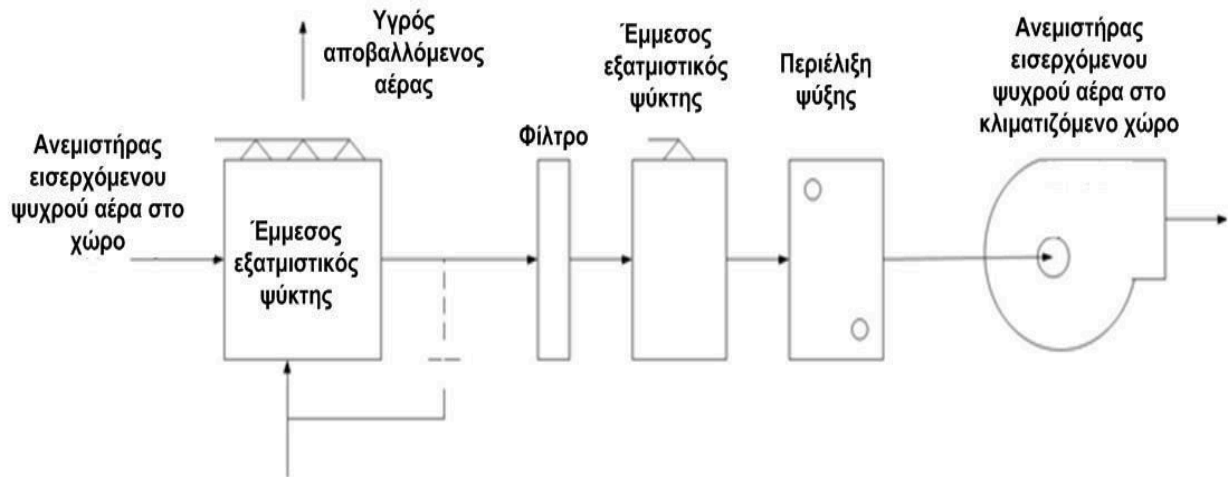 Υγρός
αποβαλλόμενος
αέρας
Έμμεσος
εξατμιστικός
ψύκτης
Περιέλιξη
ψύξης
Ανεμιστήρας
εισερχόμενου
ψυχρού αέρα στο
κλιματιζόμενο χώρο
Φίλτρο
Ανεμιστήρας
εισερχόμενου
ψυχρού αέρα στο
χώρο
Έμμεσος
εξατμιστικός
ψύκτης